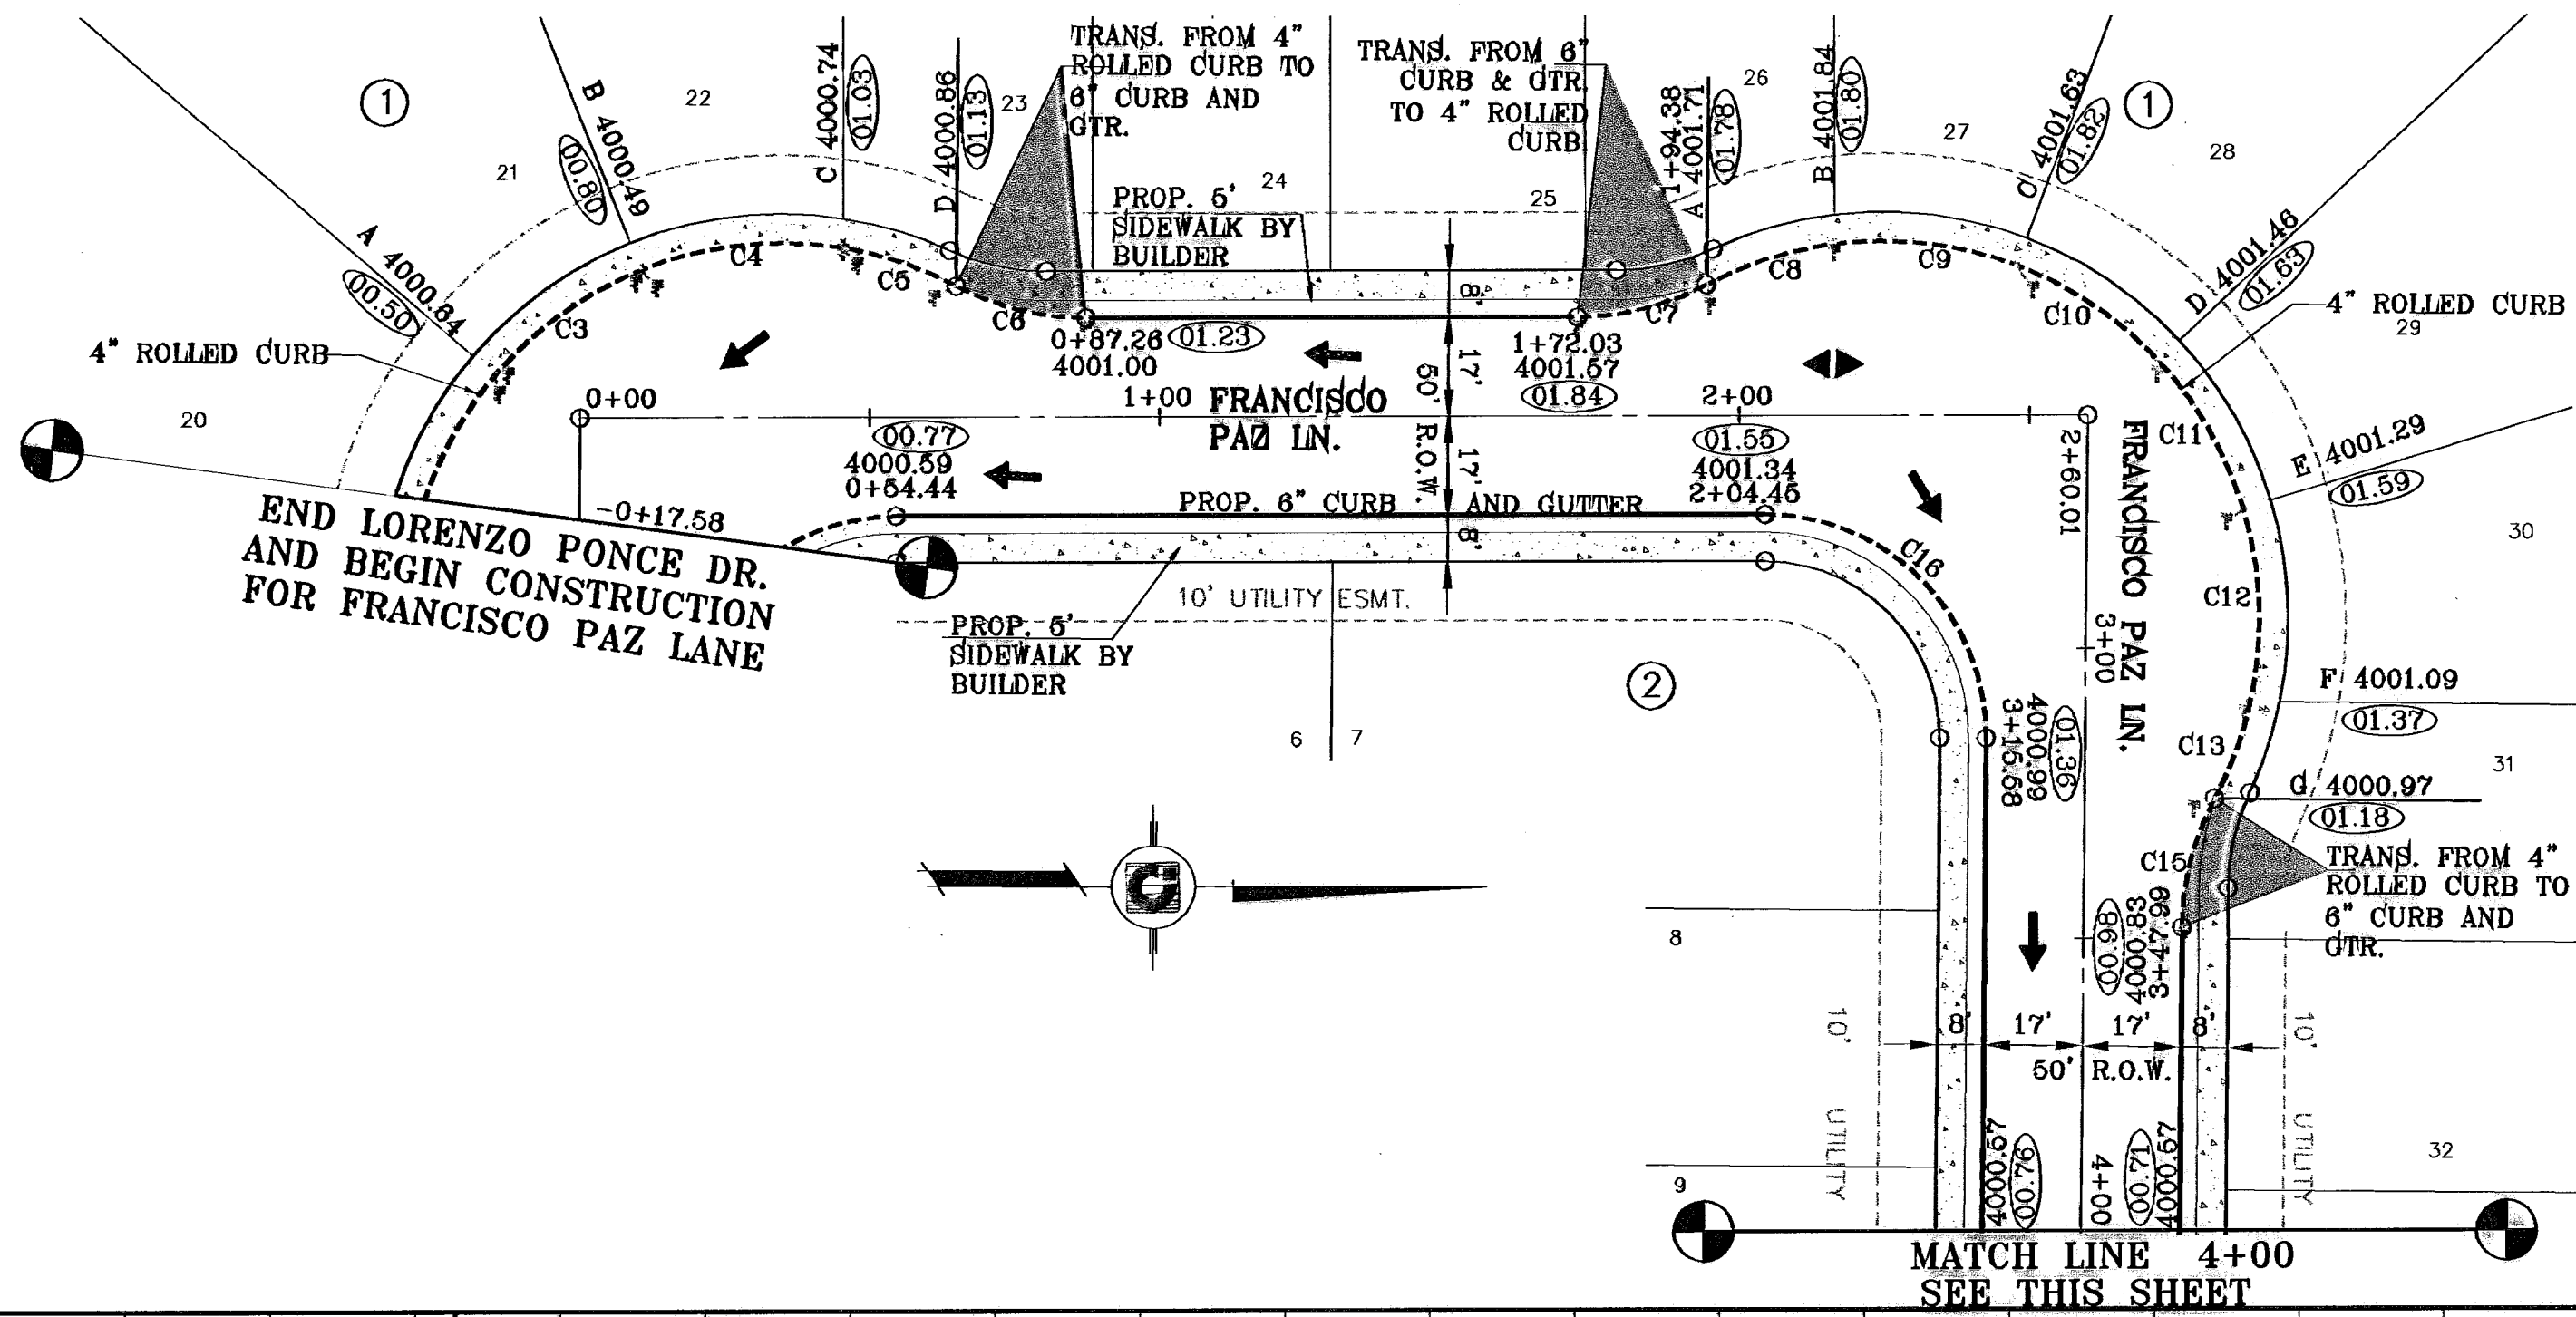 TRANS. FROM 4"
ROLLED CURB TO
6" CURB AND
GTR.
TRANS. FROM 6"
CURB & GTR.
TO 4" ROLLED
CURB
1
21
22
23
24
25
26
27
28
1
A 4000.34
00.50
B 4000.49
00.80
C 4000.74
01.03
D 4000.86
01.13
1+94.38
A 4001.71
01.78
B 4001.84
01.80
C 4001.63
01.82
D 4001.46
01.63
E 4001.29
01.59
F 4001.09
01.37
G 4000.97
01.18
PROP. 5'
SIDEWALK BY
BUILDER
4" ROLLED CURB
4" ROLLED CURB
29
20
30
31
32
C3
C4
C5
C6
C7
C8
C9
C10
C11
C12
C13
C15
C16
0+87.26
4001.00
01.23
1+72.03
4001.57
01.84
8'
17'
50' R.O.W.
17'
8'
0+00
1+00
2+00
FRANCISCO
PAZ LN.
-0+17.58
00.77
4000.59
0+54.44
01.55
4001.34
2+04.45
PROP. 6" CURB AND GUTTER
2+60.01
FRANCISCO PAZ LN.
3+00
END LORENZO PONCE DR.
AND BEGIN CONSTRUCTION
FOR FRANCISCO PAZ LANE
10' UTILITY ESMT.
PROP. 5'
SIDEWALK BY
BUILDER
2
6
7
8
9
01.36
4000.99
3+15.58
00.98
4000.83
3+47.99
TRANS. FROM 4"
ROLLED CURB TO
6" CURB AND
GTR.
8'
17'
17'
8'
50' R.O.W.
10' UTILITY
10' UTILITY
4000.57
00.76
4+00
00.71
4000.57
MATCH LINE 4+00
SEE THIS SHEET